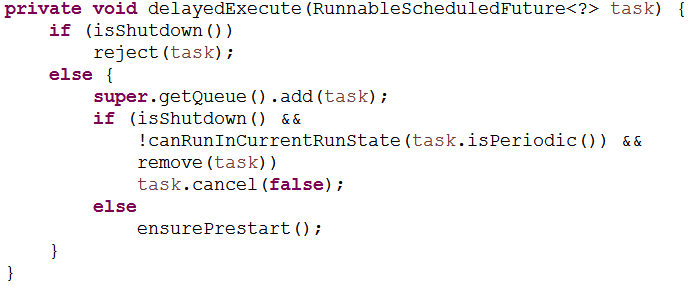 private void delayedExecute(RunnableScheduledFuture<?> task) {
    if (isShutdown())
        reject(task);
    else {
        super.getQueue().add(task);
        if (isShutdown() &&
            !canRunInCurrentRunState(task.isPeriodic()) &&
            remove(task))
            task.cancel(false);
        else
            ensurePrestart();
    }
}